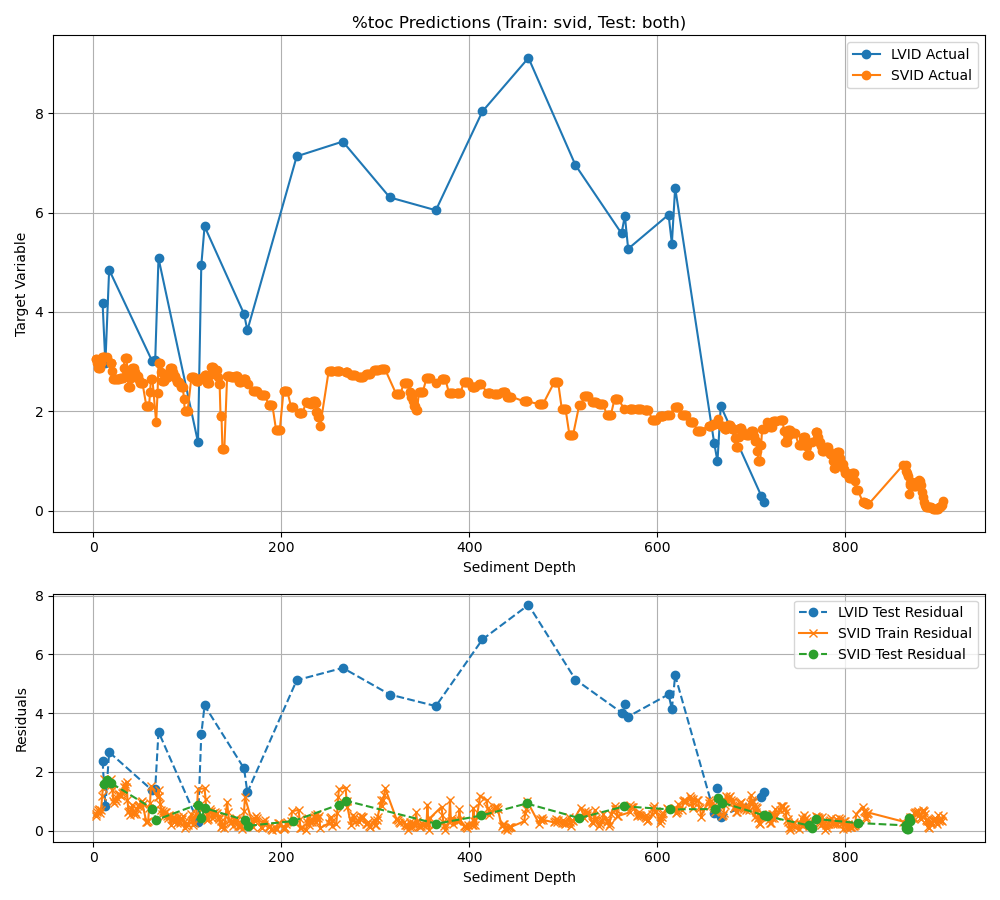 %toc Predictions (Train: svid, Test: both)
LVID Actual
SVID Actual
Target Variable
8
6
4
2
0
0
200
400
600
800
Sediment Depth
LVID Test Residual
SVID Train Residual
SVID Test Residual
Residuals
8
6
4
2
0
0
200
400
600
800
Sediment Depth